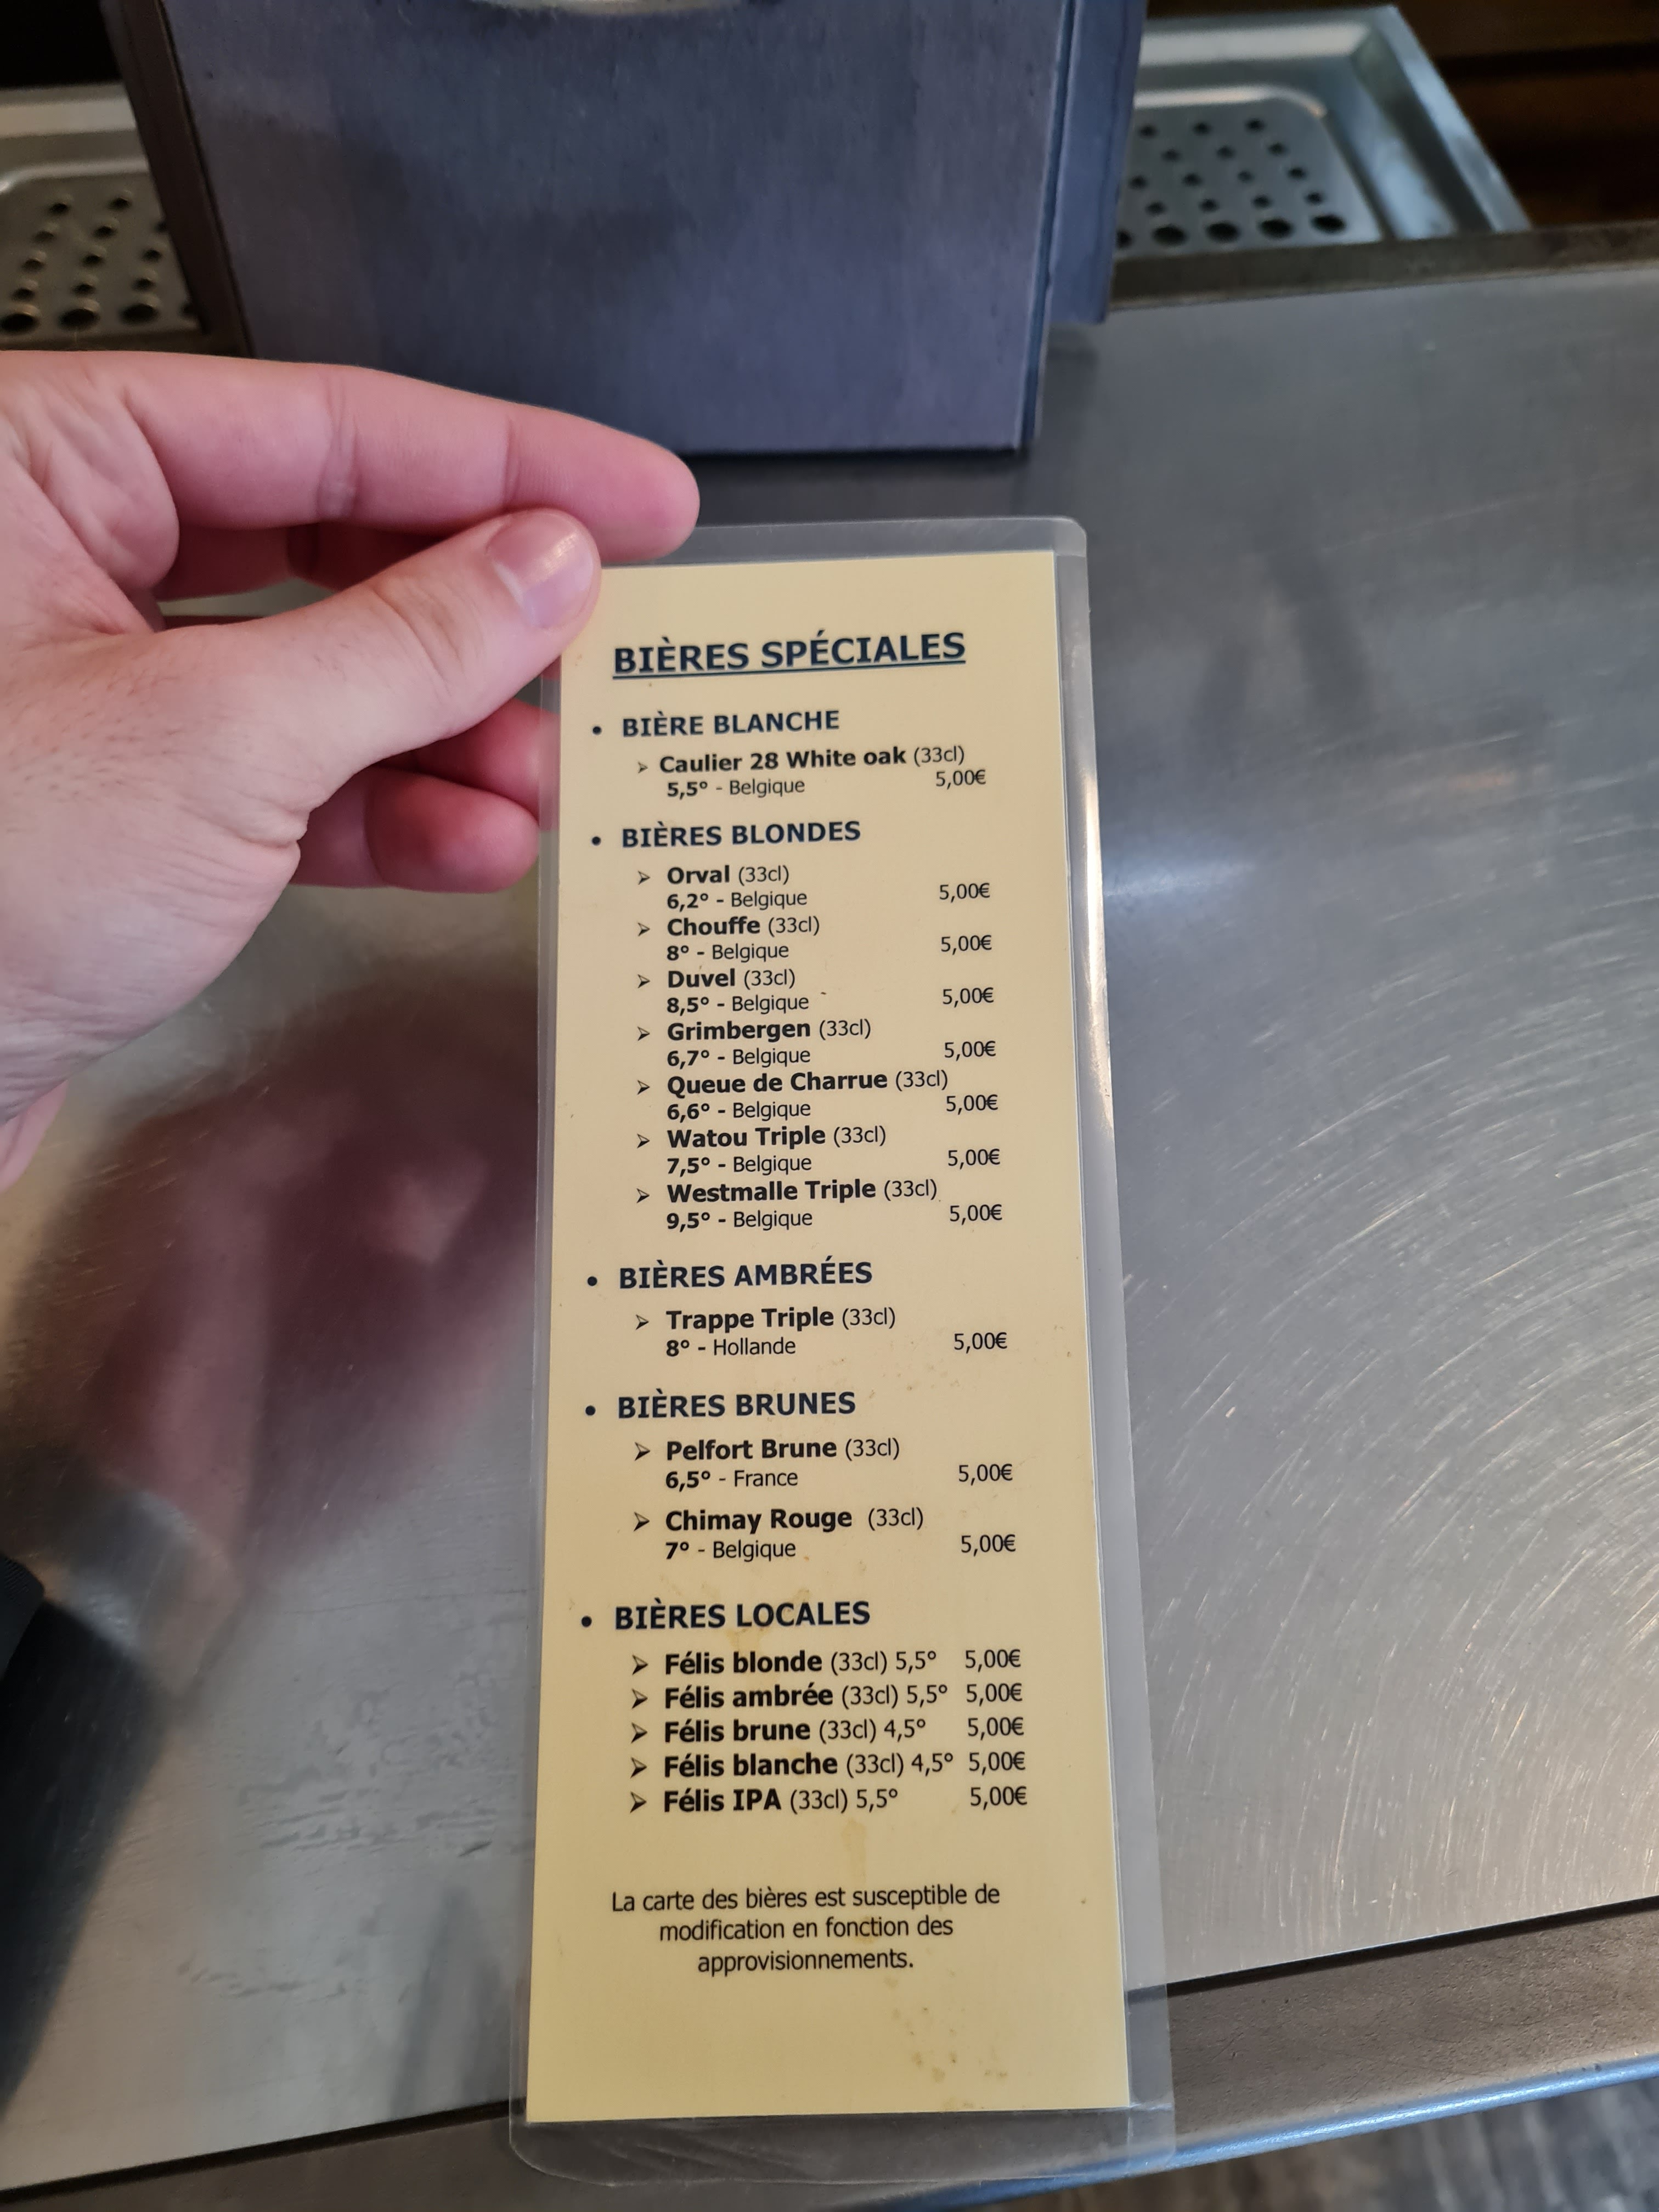 BIÈRES SPÉCIALES
• BIÈRE BLANCHE
➢ Caulier 28 White oak (33cl)
5,5° - Belgique 5,00€
• BIÈRES BLONDES
➢ Orval (33cl)
6,2° - Belgique 5,00€
➢ Chouffe (33cl)
8° - Belgique 5,00€
➢ Duvel (33cl)
8,5° - Belgique 5,00€
➢ Grimbergen (33cl)
6,7° - Belgique 5,00€
➢ Queue de Charrue (33cl)
6,6° - Belgique 5,00€
➢ Watou Triple (33cl)
7,5° - Belgique 5,00€
➢ Westmalle Triple (33cl)
9,5° - Belgique 5,00€
• BIÈRES AMBRÉES
➢ Trappe Triple (33cl)
8° - Hollande 5,00€
• BIÈRES BRUNES
➢ Pelfort Brune (33cl)
6,5° - France 5,00€
➢ Chimay Rouge (33cl)
7° - Belgique 5,00€
• BIÈRES LOCALES
➢ Félis blonde (33cl) 5,5° 5,00€
➢ Félis ambrée (33cl) 5,5° 5,00€
➢ Félis brune (33cl) 4,5° 5,00€
➢ Félis blanche (33cl) 4,5° 5,00€
➢ Félis IPA (33cl) 5,5° 5,00€
La carte des bières est susceptible de
modification en fonction des
approvisionnements.